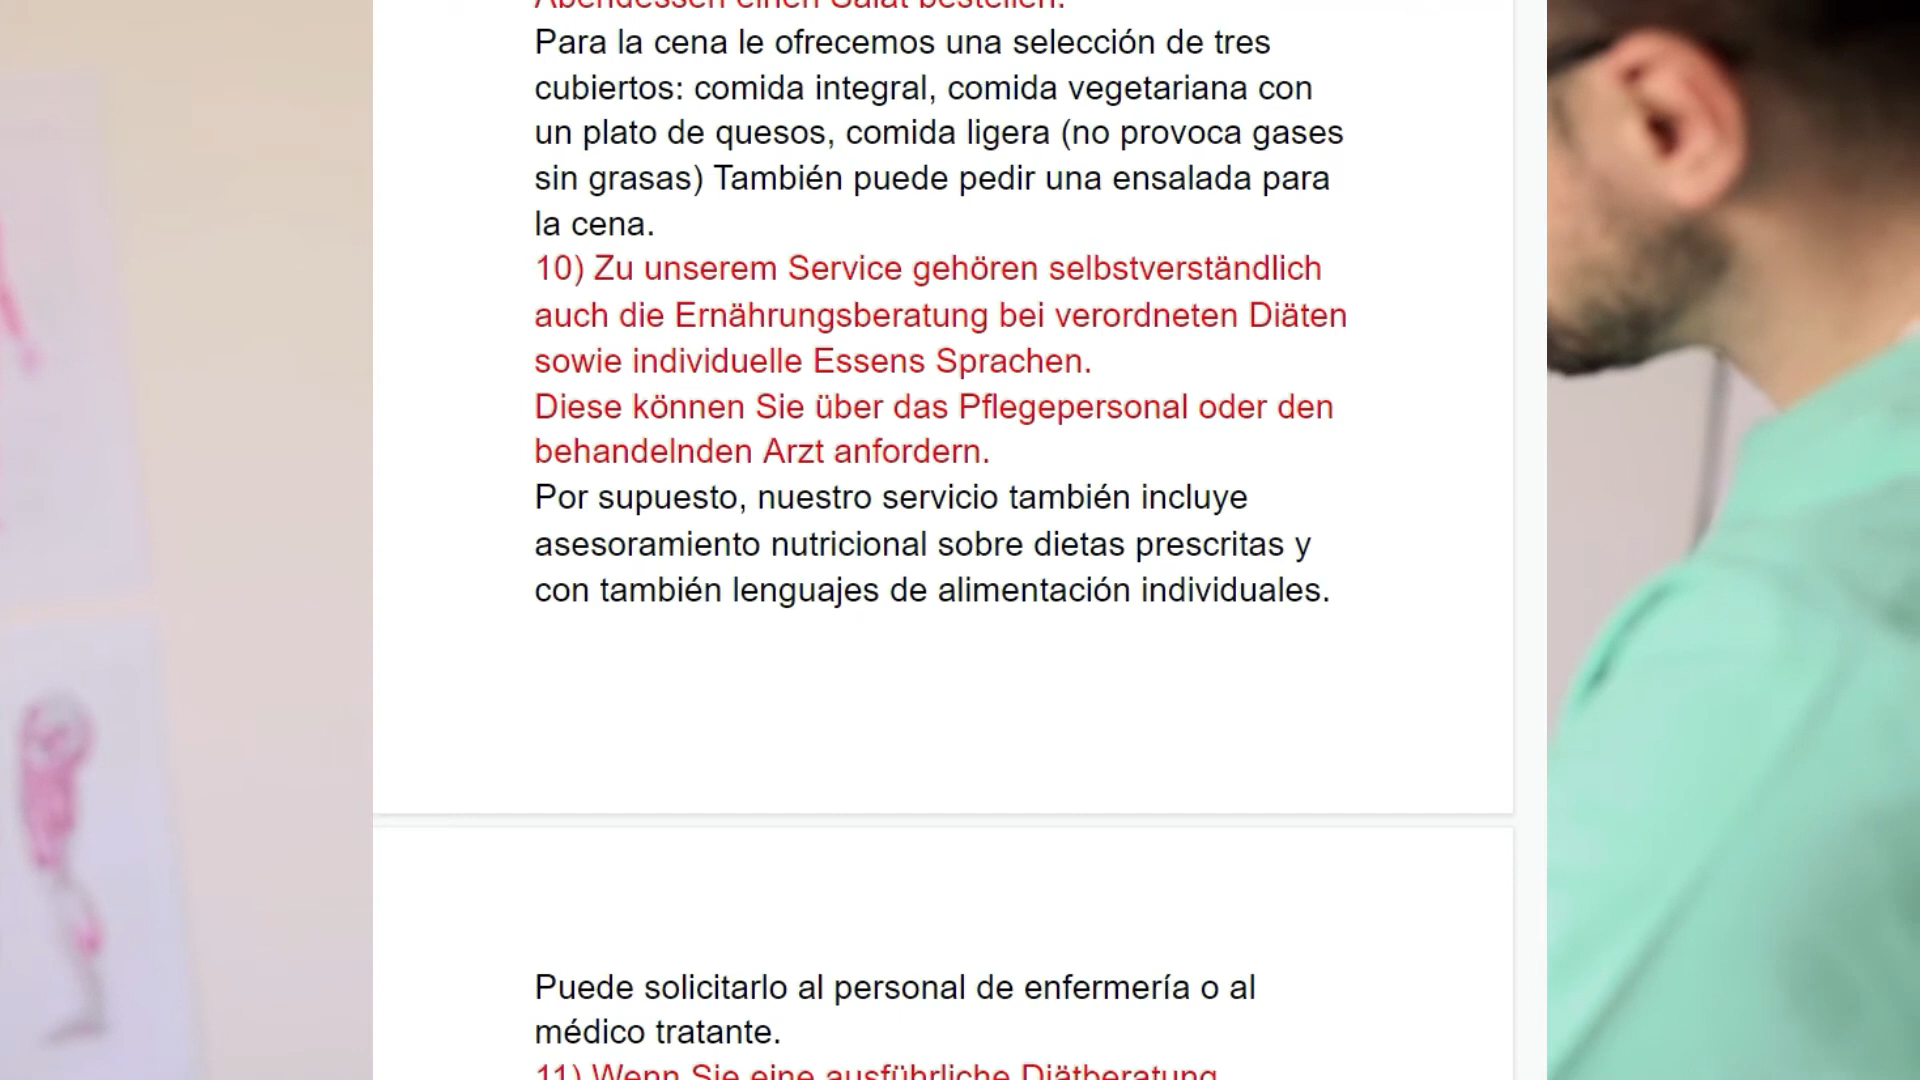 Abendessen einen Salat bestellen.
Para la cena le ofrecemos una selección de tres
cubiertos: comida integral, comida vegetariana con
un plato de quesos, comida ligera (no provoca gases
sin grasas) También puede pedir una ensalada para
la cena.
10) Zu unserem Service gehören selbstverständlich
auch die Ernährungsberatung bei verordneten Diäten
sowie individuelle Essens Sprachen.
Diese können Sie über das Pflegepersonal oder den
behandelnden Arzt anfordern.
Por supuesto, nuestro servicio también incluye
asesoramiento nutricional sobre dietas prescritas y
con también lenguajes de alimentación individuales.
Puede solicitarlo al personal de enfermería o al
médico tratante.
11) Wenn Sie eine ausführliche Diätberatung